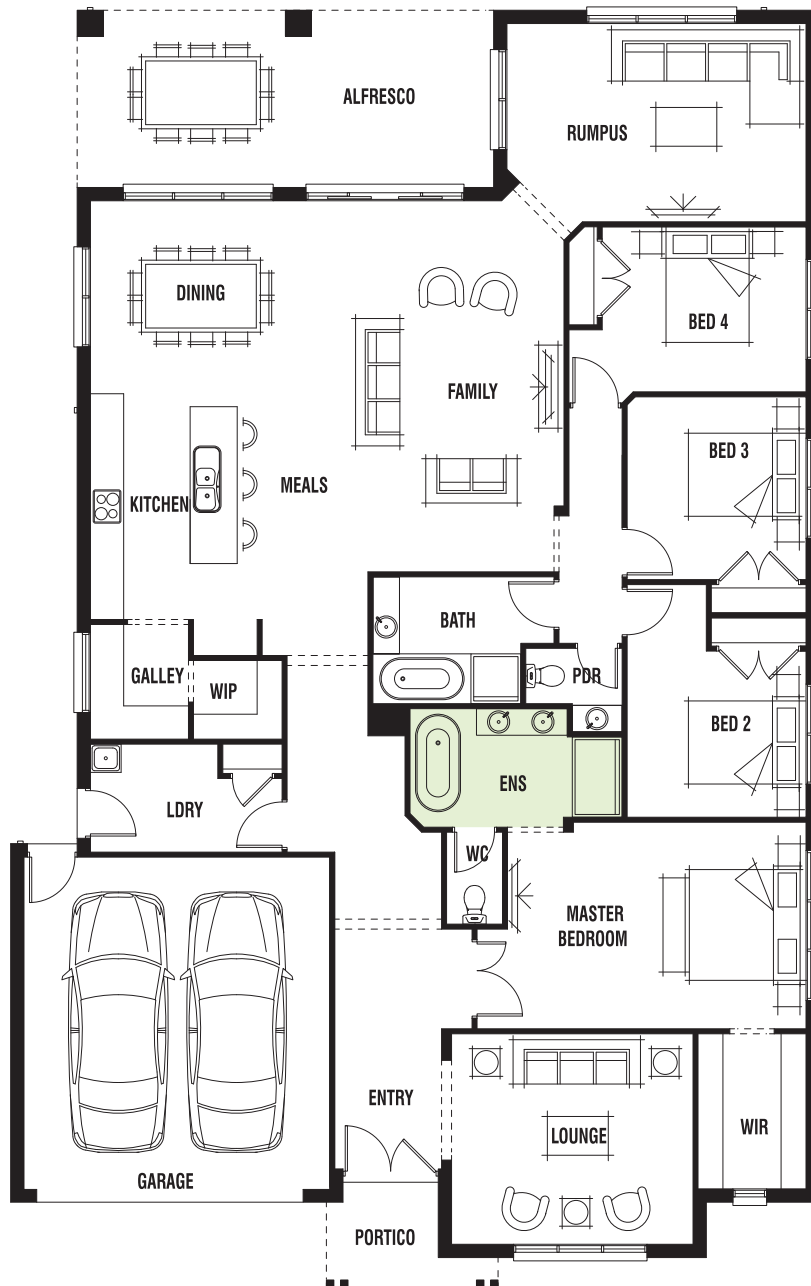 ALFRESCO
RUMPUS
DINING
BED 4
FAMILY
BED 3
MEALS
KITCHEN
BATH
GALLEY
PDR
WIP
BED 2
ENS
LDRY
WC
MASTER
BEDROOM
ENTRY
WIR
LOUNGE
GARAGE
PORTICO